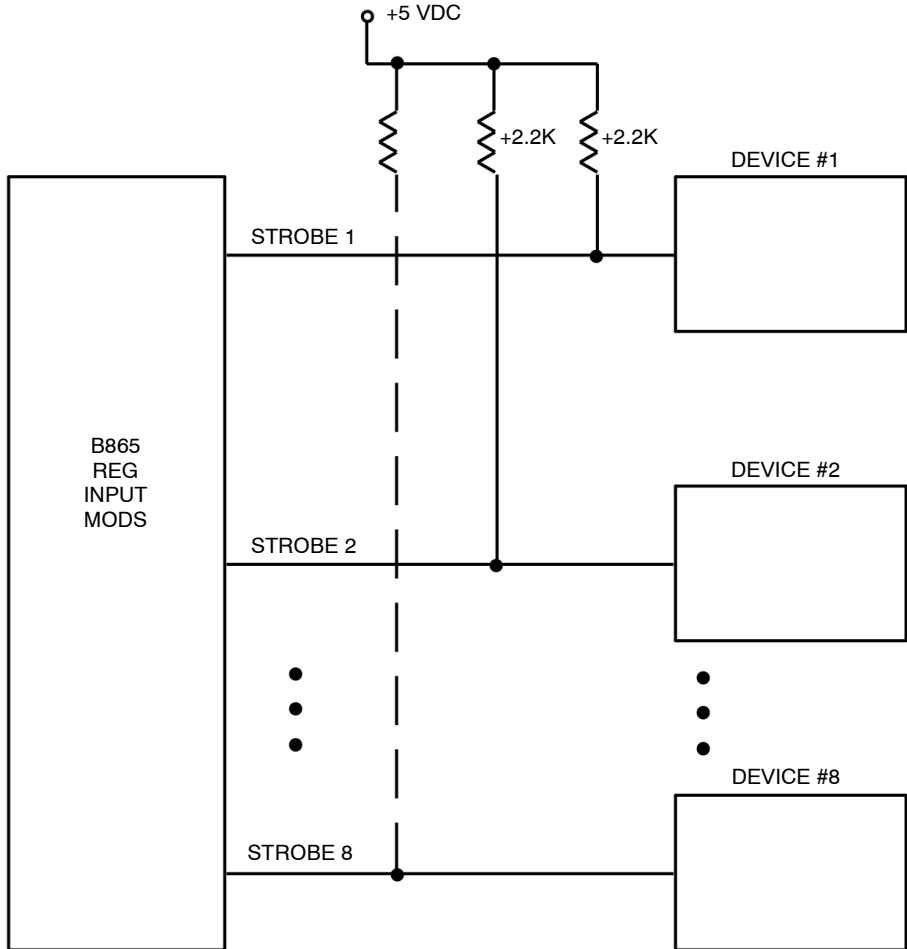 +5 VDC
+2.2K
+2.2K
DEVICE #1
STROBE 1
B865
REG
INPUT
MODS
DEVICE #2
STROBE 2
DEVICE #8
STROBE 8